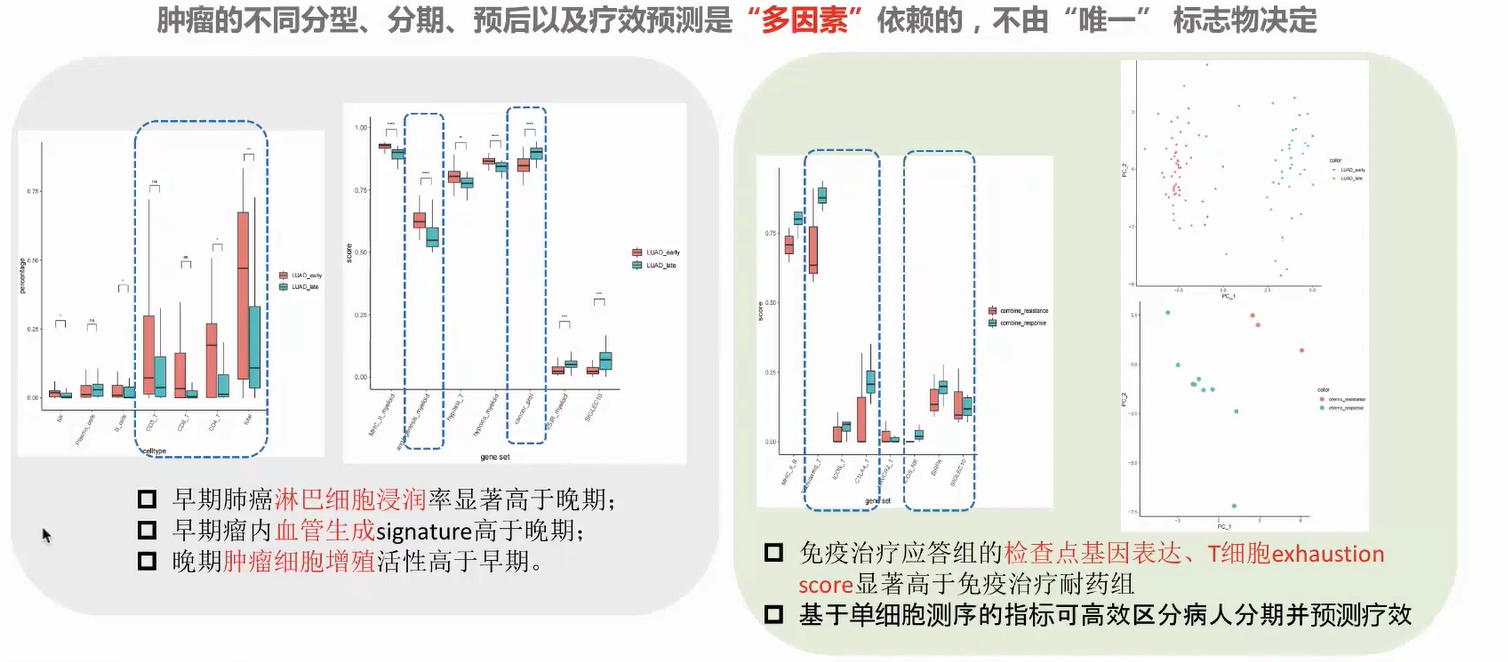 肿瘤的不同分型、分期、预后以及疗效预测是“多因素”依赖的，不由“唯一” 标志物决定
percentage
0.75
0.25
0.00
ns
ns
ns
NK
Plasma_cells
B_cells
CD3_T
CD8_T
CD4_T
total
celltype
LUAD_early
LUAD_late
score
1.00
0.75
0.50
0.25
0.00
MHC_II_myeloid
hypoxia_T
hypoxia_myeloid
SIGLEC10
gene set
LUAD_early
LUAD_late
早期肺癌淋巴细胞浸润率显著高于晚期；
早期瘤内血管生成signature高于晚期；
晚期肿瘤细胞增殖活性高于早期。
score
0.75
0.50
0.25
0.00
MHC_II_B
ICOS_T
CTLA4_T
SIRPA
SIGLEC10
gene set
combine_resistance
combine_response
PC_2
PC_1
color
LUAD_early
LUAD_late
PC_2
PC_1
color
chemo_resistance
chemo_response
免疫治疗应答组的检查点基因表达、T细胞exhaustion
score显著高于免疫治疗耐药组
基于单细胞测序的指标可高效区分病人分期并预测疗效